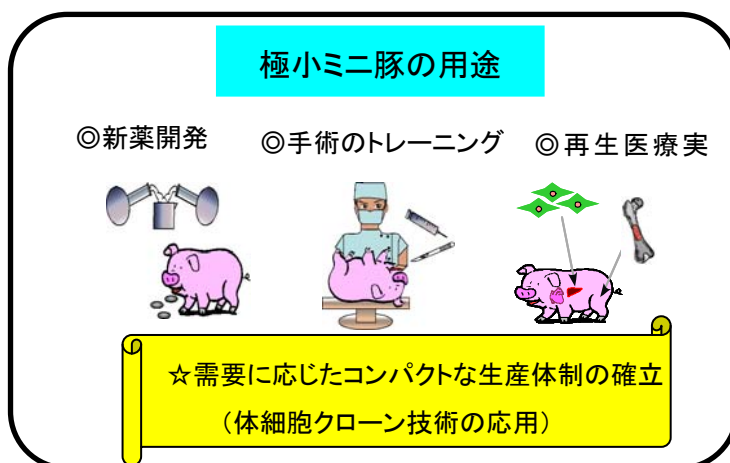 極小ミニ豚の用途
◎新薬開発 ◎手術のトレーニング ◎再生医療実
☆需要に応じたコンパクトな生産体制の確立
（体細胞クローン技術の応用）